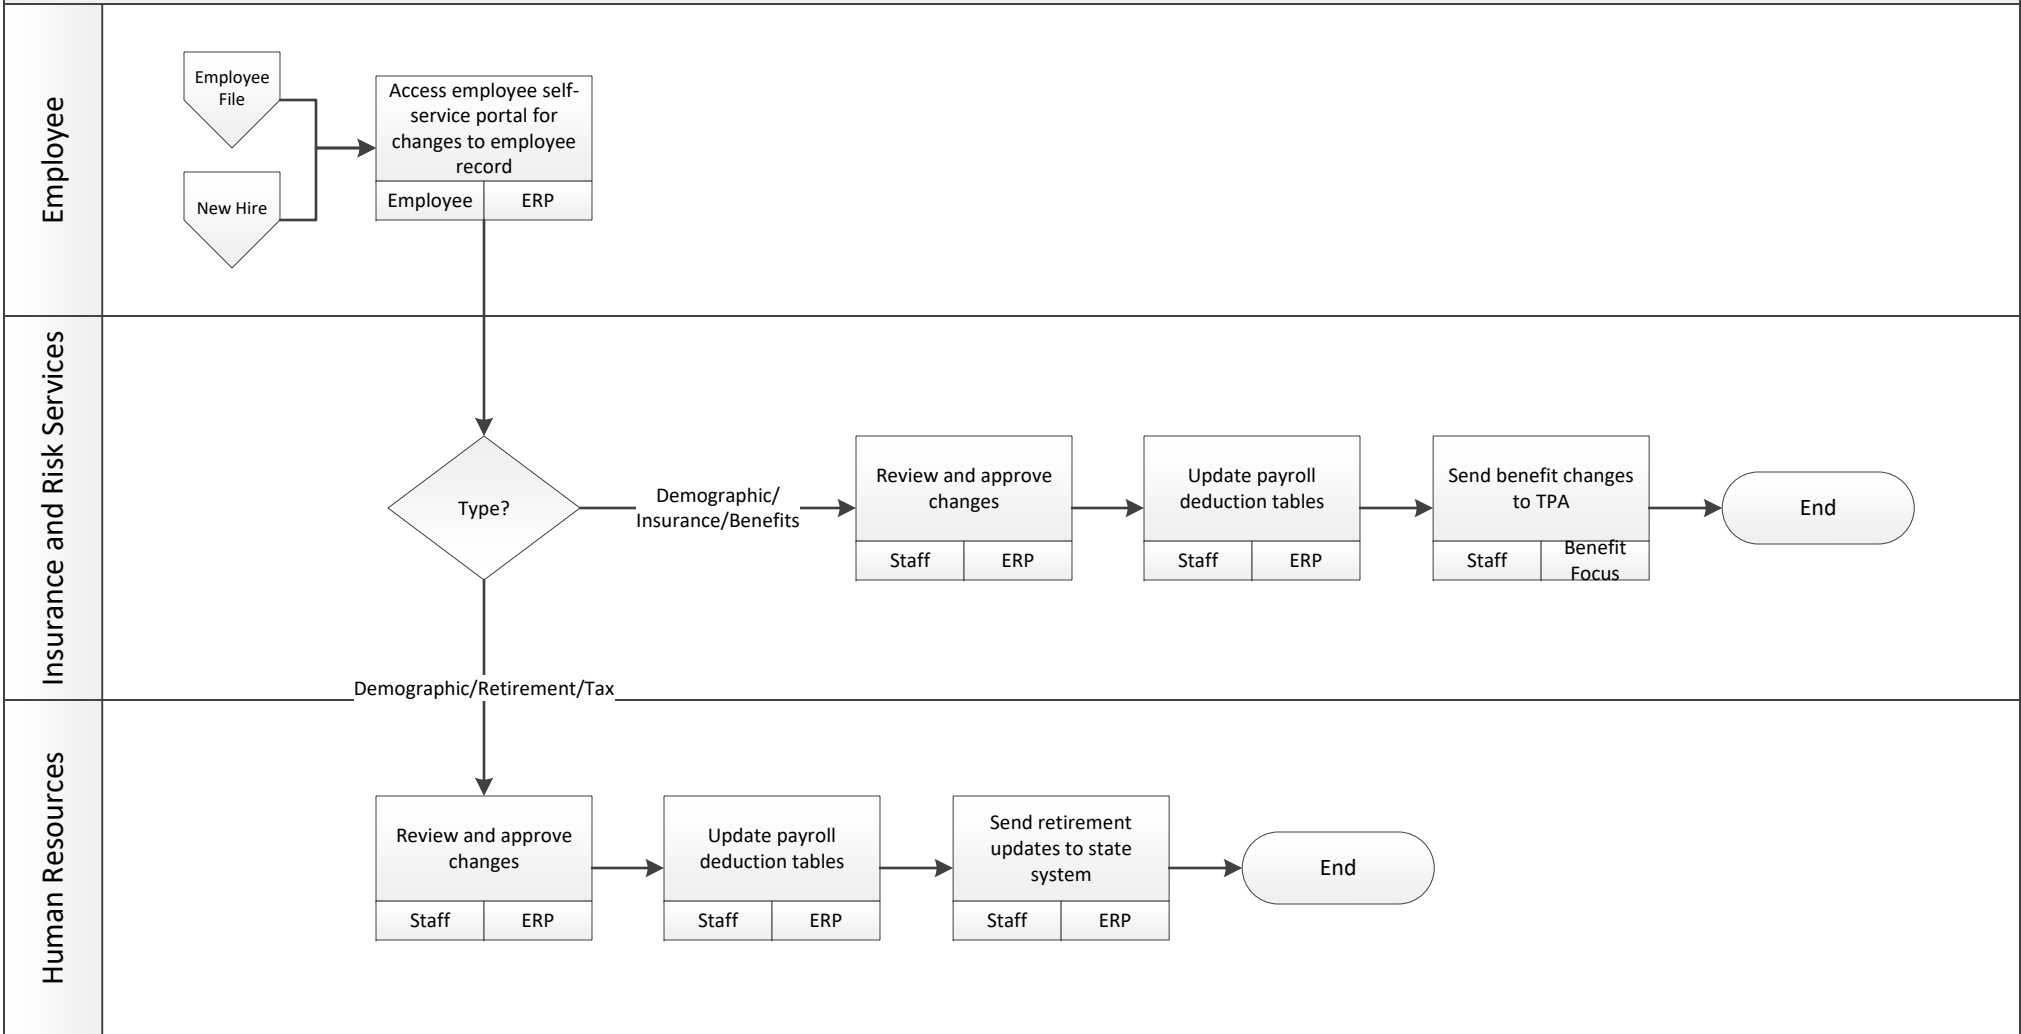 Employee
Employee
File
New Hire
Access employee self-
service portal for
changes to employee
record
Employee
ERP
Insurance and Risk Services
Type?
Demographic/
Insurance/Benefits
Review and approve
changes
Staff
ERP
Update payroll
deduction tables
Staff
ERP
Send benefit changes
to TPA
Staff
Benefit
Focus
End
Demographic/Retirement/Tax
Human Resources
Review and approve
changes
Staff
ERP
Update payroll
deduction tables
Staff
ERP
Send retirement
updates to state
system
Staff
ERP
End